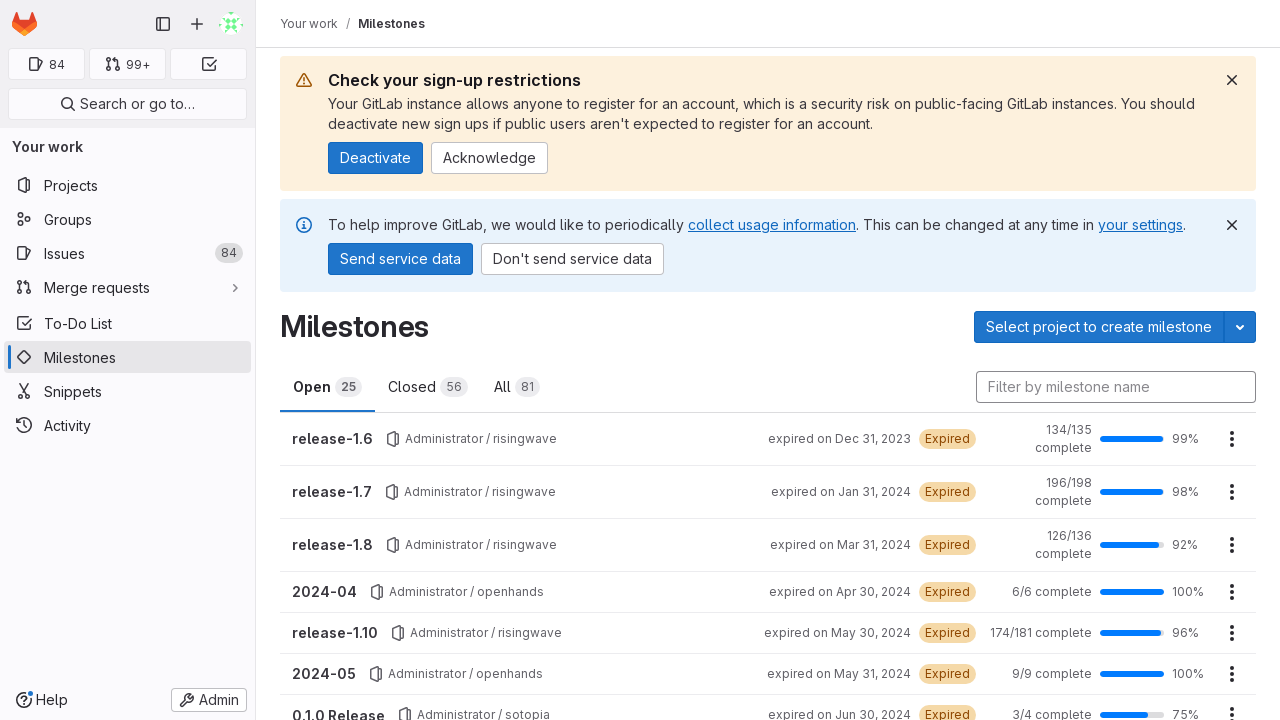 Your work / Milestones
84
99+
Search or go to…
Your work
Projects
Groups
Issues 84
Merge requests
To-Do List
Milestones
Snippets
Activity
Help
Admin
Check your sign-up restrictions
Your GitLab instance allows anyone to register for an account, which is a security risk on public-facing GitLab instances. You should
deactivate new sign ups if public users aren't expected to register for an account.
Deactivate Acknowledge
To help improve GitLab, we would like to periodically collect usage information. This can be changed at any time in your settings.
Send service data Don't send service data
Milestones
Select project to create milestone
Open 25 Closed 56 All 81
Filter by milestone name
release-1.6 Administrator / risingwave expired on Dec 31, 2023 Expired 134/135 complete 99%
release-1.7 Administrator / risingwave expired on Jan 31, 2024 Expired 196/198 complete 98%
release-1.8 Administrator / risingwave expired on Mar 31, 2024 Expired 126/136 complete 92%
2024-04 Administrator / openhands expired on Apr 30, 2024 Expired 6/6 complete 100%
release-1.10 Administrator / risingwave expired on May 30, 2024 Expired 174/181 complete 96%
2024-05 Administrator / openhands expired on May 31, 2024 Expired 9/9 complete 100%
0.1.0 Release Administrator / sotopia expired on Jun 30, 2024 Expired 3/4 complete 75%